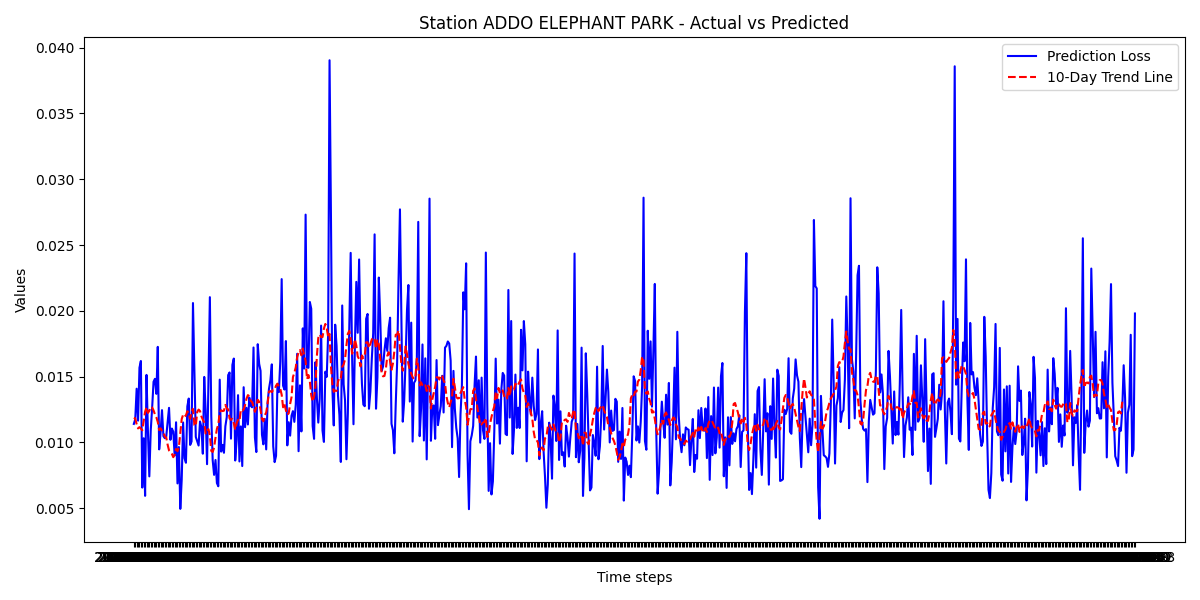 Station ADDO ELEPHANT PARK - Actual vs Predicted
Prediction Loss
10-Day Trend Line
Values
0.040
0.035
0.030
0.025
0.020
0.015
0.010
0.005
Time steps